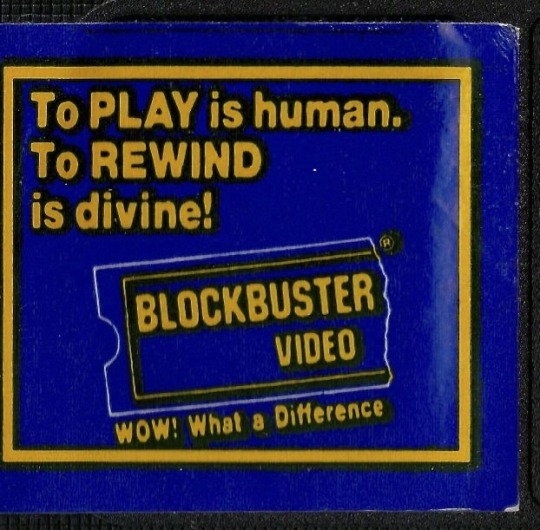 To PLAY is human.
To REWIND
is divine!
®
BLOCKBUSTER
VIDEO
WOW! What a Difference